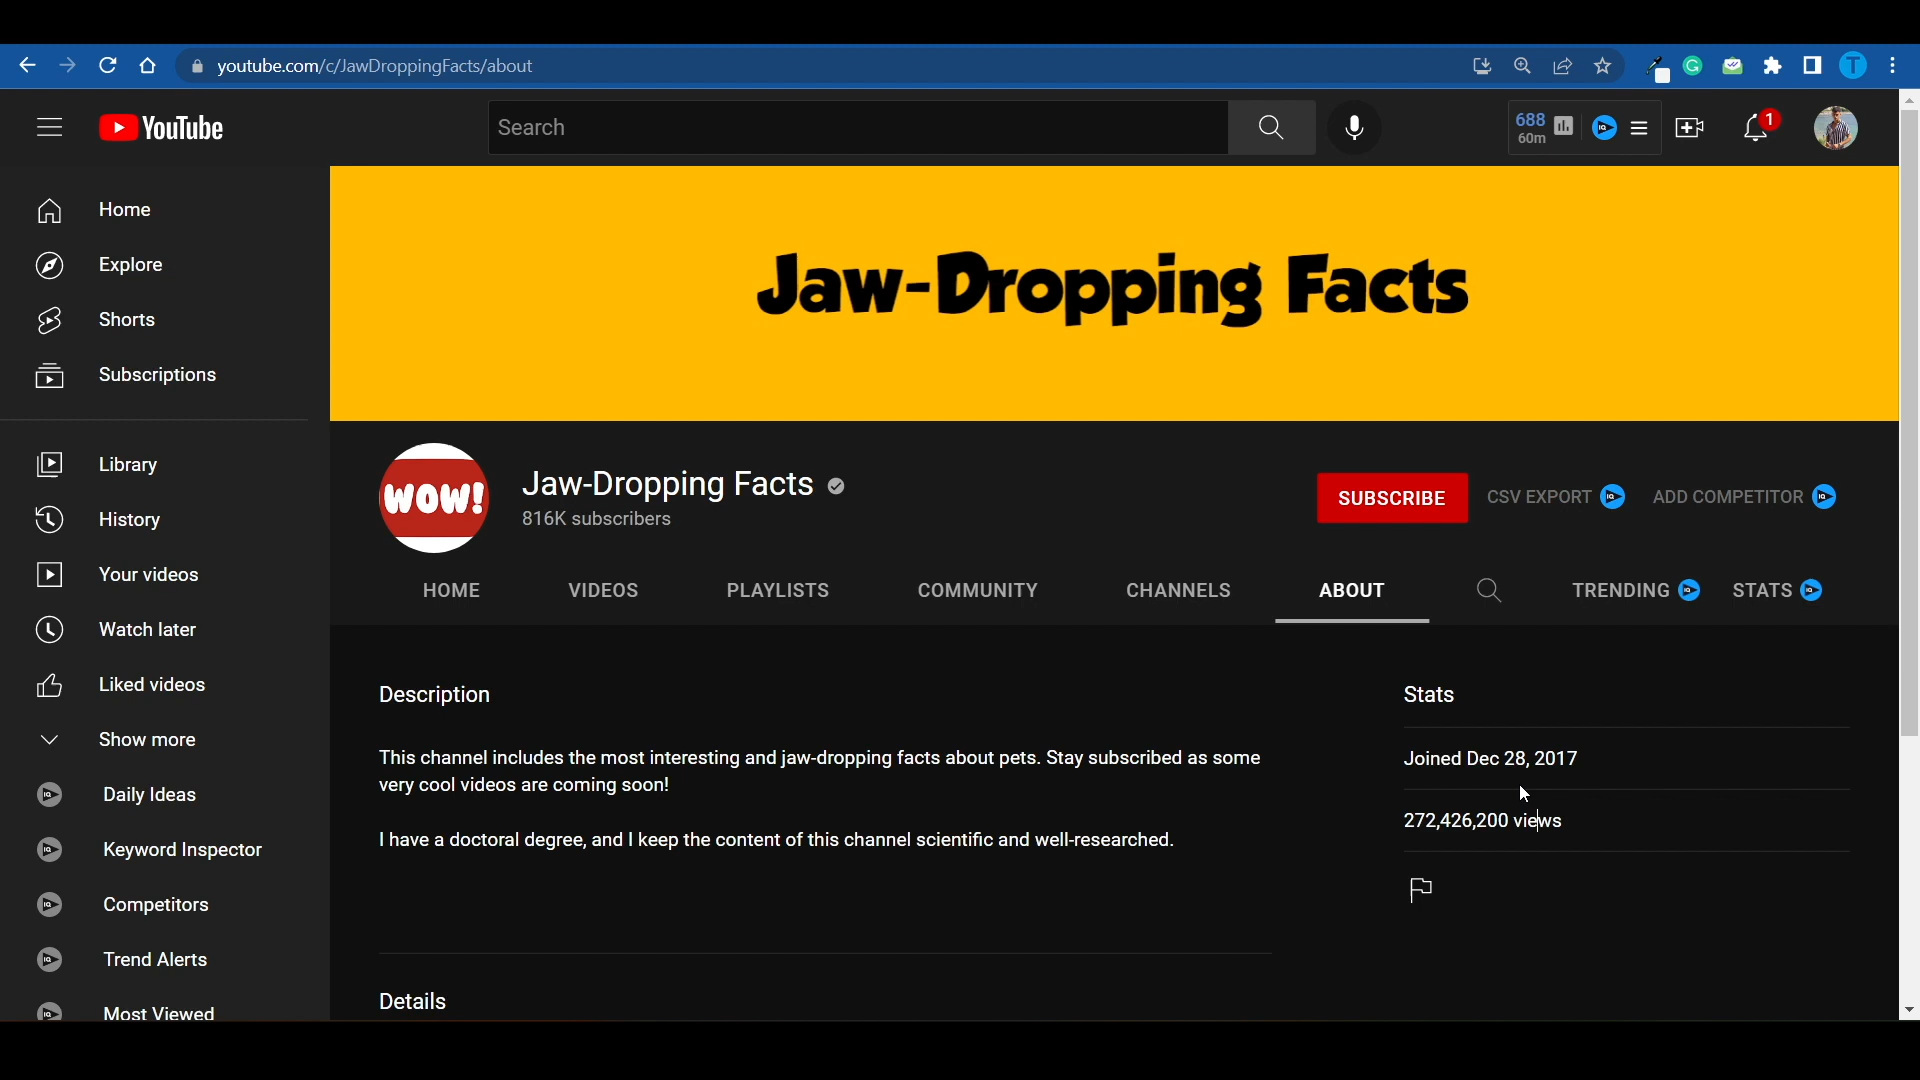 youtube.com/c/JawDroppingFacts/about
T
YouTube
Search
688
60m
1
Home
Explore
Shorts
Subscriptions
Library
History
Your videos
Watch later
Liked videos
Show more
Daily Ideas
Keyword Inspector
Competitors
Trend Alerts
Most Viewed
Jaw-Dropping Facts
WOW!
Jaw-Dropping Facts
816K subscribers
SUBSCRIBE
CSV EXPORT
ADD COMPETITOR
HOME VIDEOS PLAYLISTS COMMUNITY CHANNELS ABOUT TRENDING STATS
Description
This channel includes the most interesting and jaw-dropping facts about pets. Stay subscribed as some
very cool videos are coming soon!
I have a doctoral degree, and I keep the content of this channel scientific and well-researched.
Details
Stats
Joined Dec 28, 2017
272,426,200 views